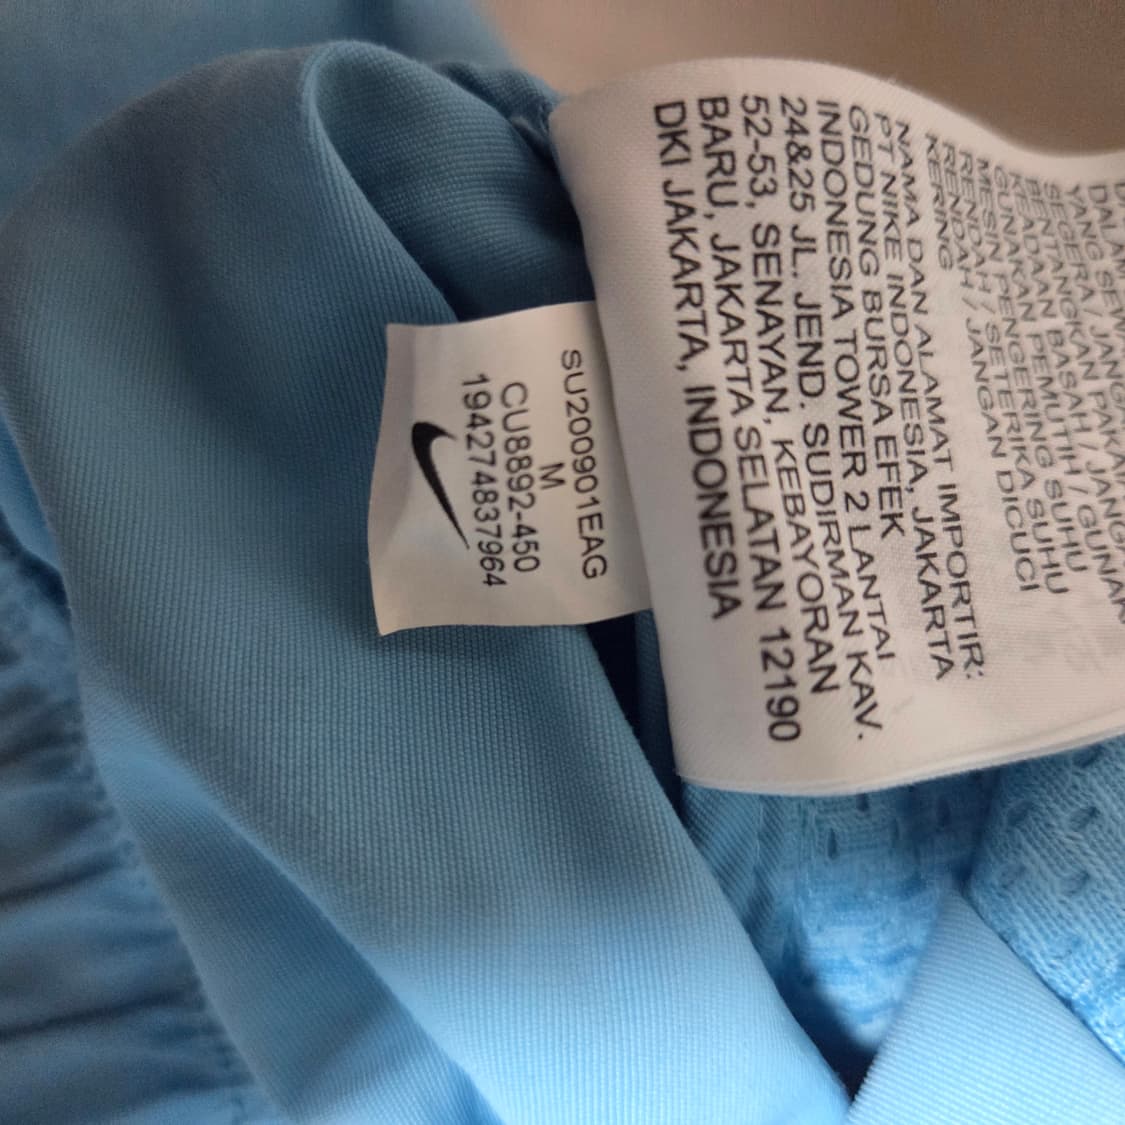 SU200901EAG
M
CU8892-450
194274837964
YANG SE
SEGERA / JANGAN PAKAI
BENTANGKAN BASAH / GUNAKAN
KEADAAN PEMUTIH / JANGAN
GUNAKAN PENGERING SUHU
MESIN PENGERING SUHU
RENDAH / SETERIKA SUHU
RENDAH / JANGAN DICUCI
KERING
NAMA DAN ALAMAT IMPORTIR:
PT NIKE INDONESIA, JAKARTA
GEDUNG BURSA EFEK
INDONESIA TOWER 2 LANTAI
24&25 JL. JEND. SUDIRMAN KAV.
52-53, SENAYAN, KEBAYORAN
BARU, JAKARTA SELATAN 12190
DKI JAKARTA, INDONESIA